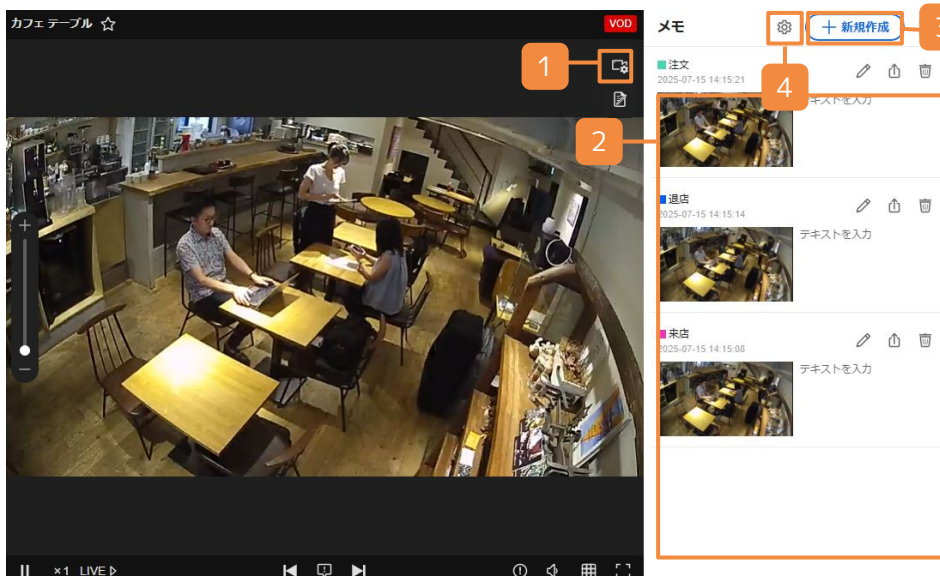 カフェ テーブル
VOD
メモ
新規作成
3
1
4
2
注文
2025-07-15 14:15:21
テキストを入力
退店
2025-07-15 14:15:14
テキストを入力
来店
2025-07-15 14:15:08
テキストを入力
×1 LIVE